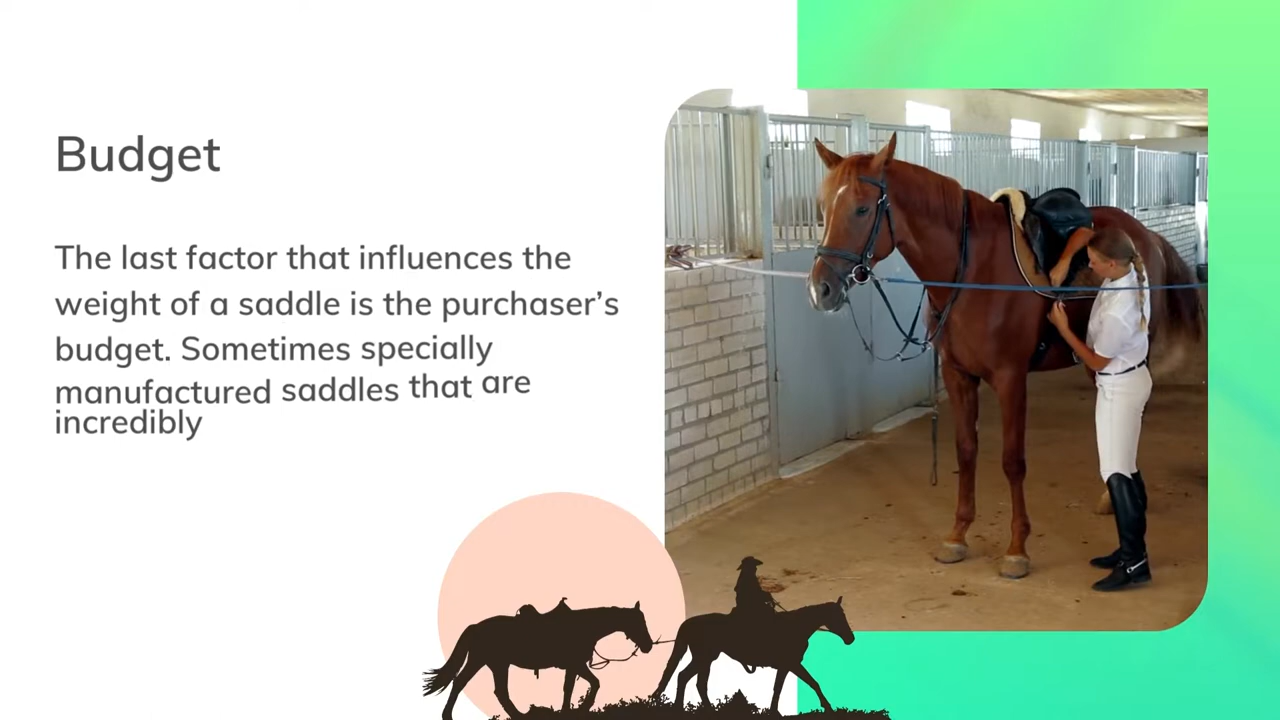 Budget
The last factor that influences the
weight of a saddle is the purchaser’s
budget. Sometimes specially
manufactured saddles that are
incredibly